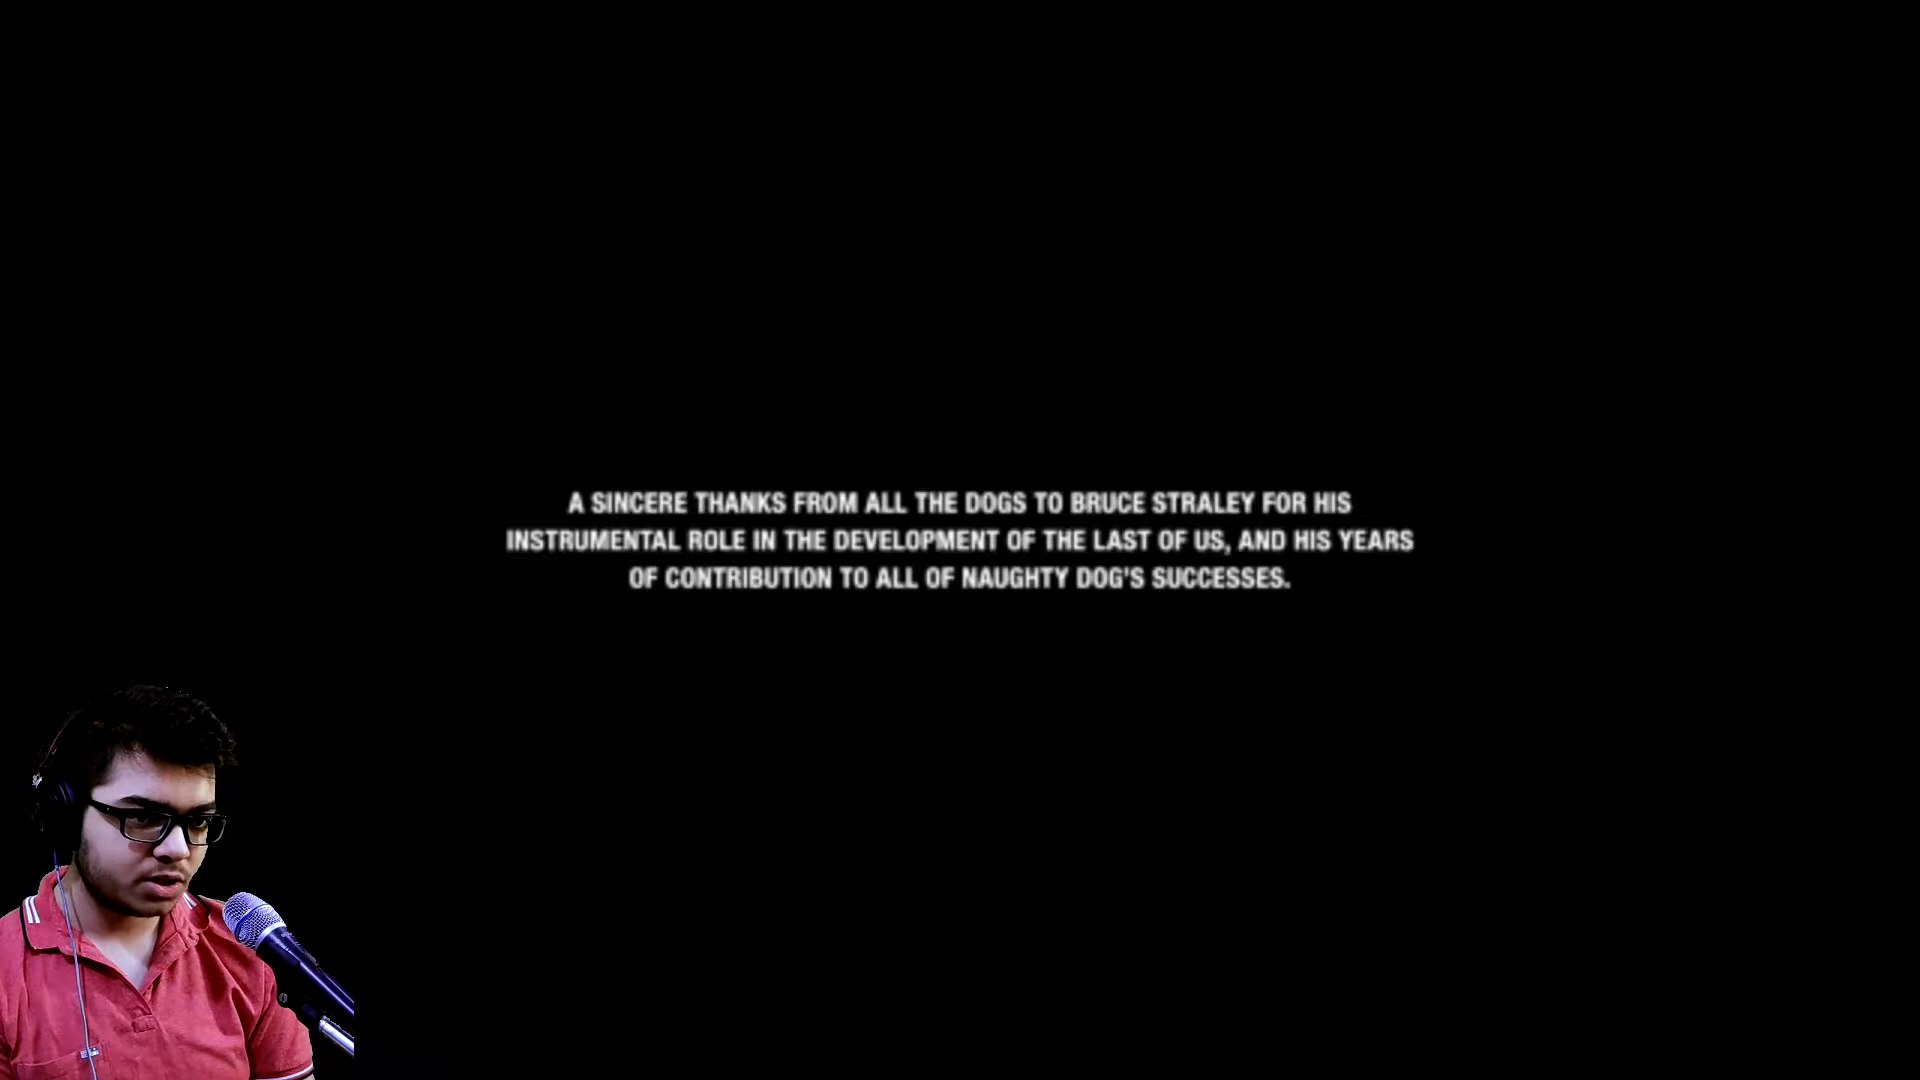 A SINCERE THANKS FROM ALL THE DOGS TO BRUCE STRALEY FOR HIS
INSTRUMENTAL ROLE IN THE DEVELOPMENT OF THE LAST OF US, AND HIS YEARS
OF CONTRIBUTION TO ALL OF NAUGHTY DOG'S SUCCESSES.